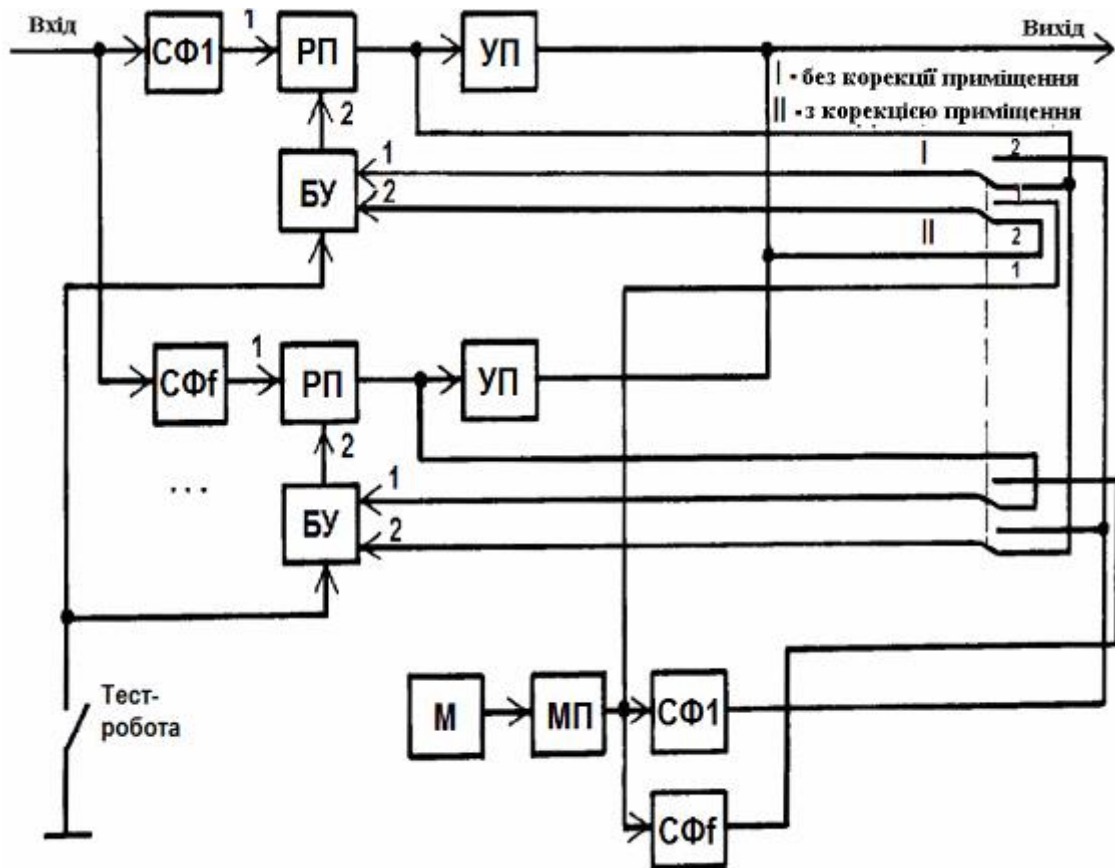 Вхід
СФ1
1
РП
УП
Вихід
I - без корекції приміщення
II - з корекцією приміщення
2
БУ
1
2
I
II
2
1
2
1
СФf
1
РП
УП
2
. . .
БУ
1
2
Тест-
робота
М
МП
СФ1
СФf